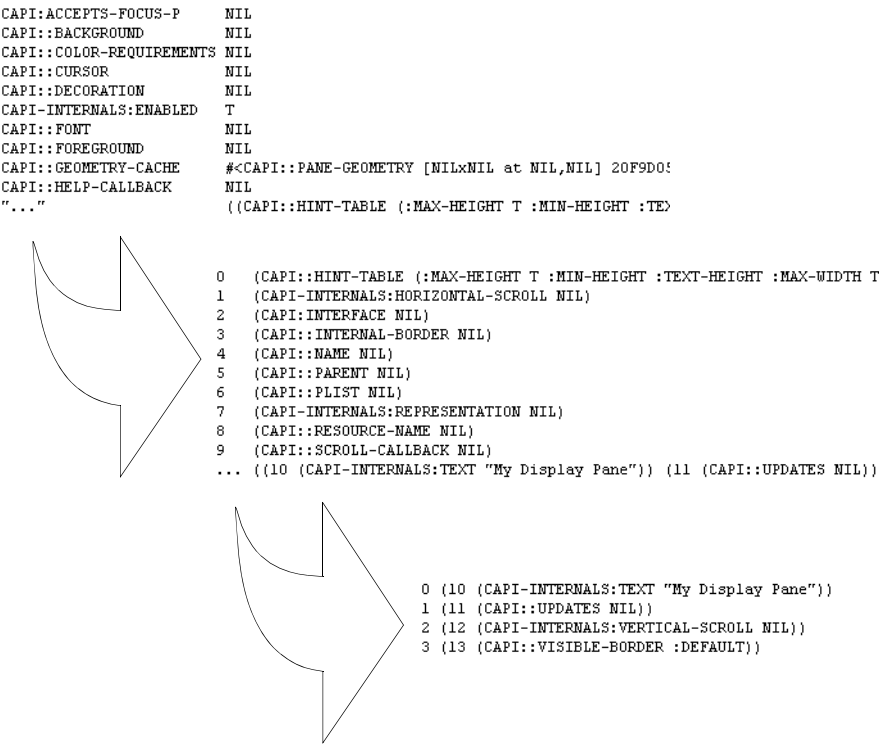 CAPI:ACCEPTS-FOCUS-P NIL
CAPI::BACKGROUND NIL
CAPI::COLOR-REQUIREMENTS NIL
CAPI::CURSOR NIL
CAPI::DECORATION NIL
CAPI-INTERNALS:ENABLED T
CAPI::FONT NIL
CAPI::FOREGROUND NIL
CAPI::GEOMETRY-CACHE #<CAPI::PANE-GEOMETRY [NILxNIL at NIL,NIL] 20F9D05
CAPI::HELP-CALLBACK NIL
"..." ((CAPI::HINT-TABLE (:MAX-HEIGHT T :MIN-HEIGHT :TEX
0 (CAPI::HINT-TABLE (:MAX-HEIGHT T :MIN-HEIGHT :TEXT-HEIGHT :MAX-WIDTH T
1 (CAPI-INTERNALS:HORIZONTAL-SCROLL NIL)
2 (CAPI:INTERFACE NIL)
3 (CAPI::INTERNAL-BORDER NIL)
4 (CAPI::NAME NIL)
5 (CAPI::PARENT NIL)
6 (CAPI::PLIST NIL)
7 (CAPI-INTERNALS:REPRESENTATION NIL)
8 (CAPI::RESOURCE-NAME NIL)
9 (CAPI::SCROLL-CALLBACK NIL)
... ((10 (CAPI-INTERNALS:TEXT "My Display Pane")) (11 (CAPI::UPDATES NIL))
0 (10 (CAPI-INTERNALS:TEXT "My Display Pane"))
1 (11 (CAPI::UPDATES NIL))
2 (12 (CAPI-INTERNALS:VERTICAL-SCROLL NIL))
3 (13 (CAPI::VISIBLE-BORDER :DEFAULT))